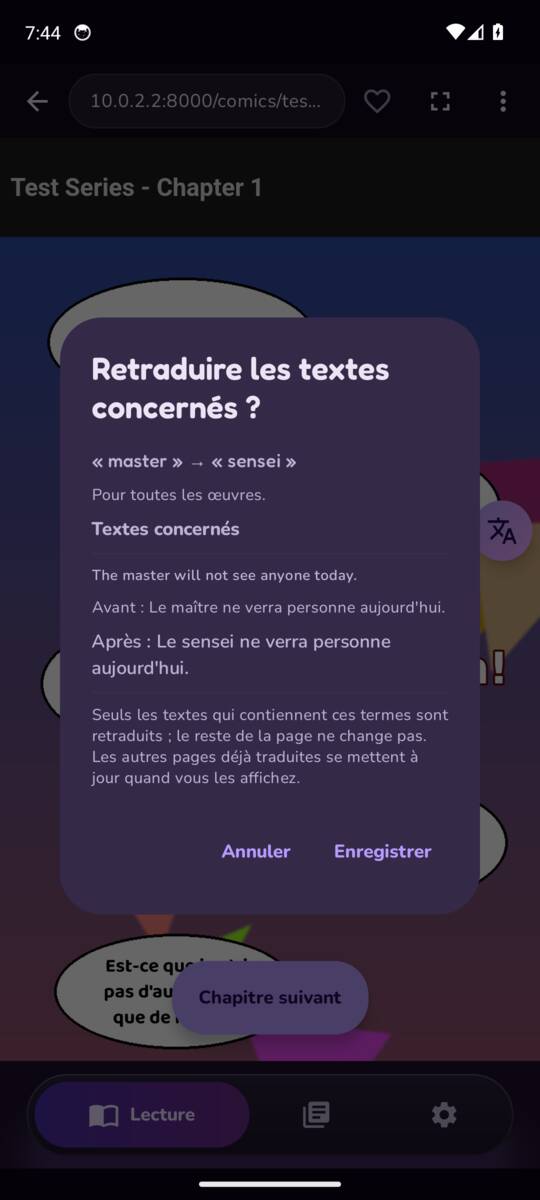 7:44
10.0.2.2:8000/comics/tes...
Test Series - Chapter 1
Retraduire les textes
concernés ?
« master » → « sensei »
Pour toutes les œuvres.
Textes concernés
The master will not see anyone today.
Avant : Le maître ne verra personne aujourd'hui.
Après : Le sensei ne verra personne
aujourd'hui.
Seuls les textes qui contiennent ces termes sont
retraduits ; le reste de la page ne change pas.
Les autres pages déjà traduites se mettent à
jour quand vous les affichez.
Annuler
Enregistrer
Est-ce que
pas d'au
que de
Chapitre suivant
Lecture